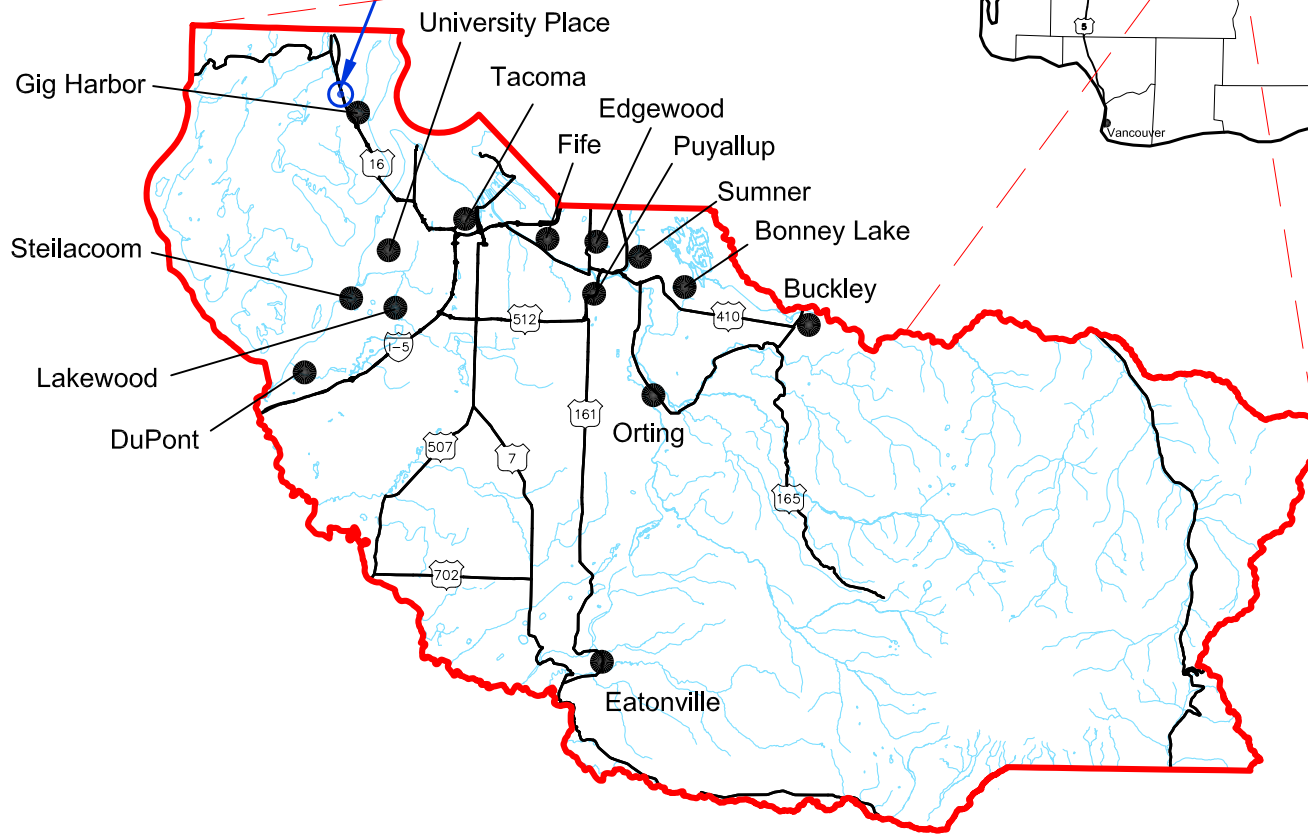 University Place
5
Gig Harbor
Tacoma
Edgewood
Vancouver
Fife
Puyallup
16
Sumner
Bonney Lake
Steilacoom
Buckley
512
410
I-5
Lakewood
161
DuPont
Orting
507
7
165
702
Eatonville